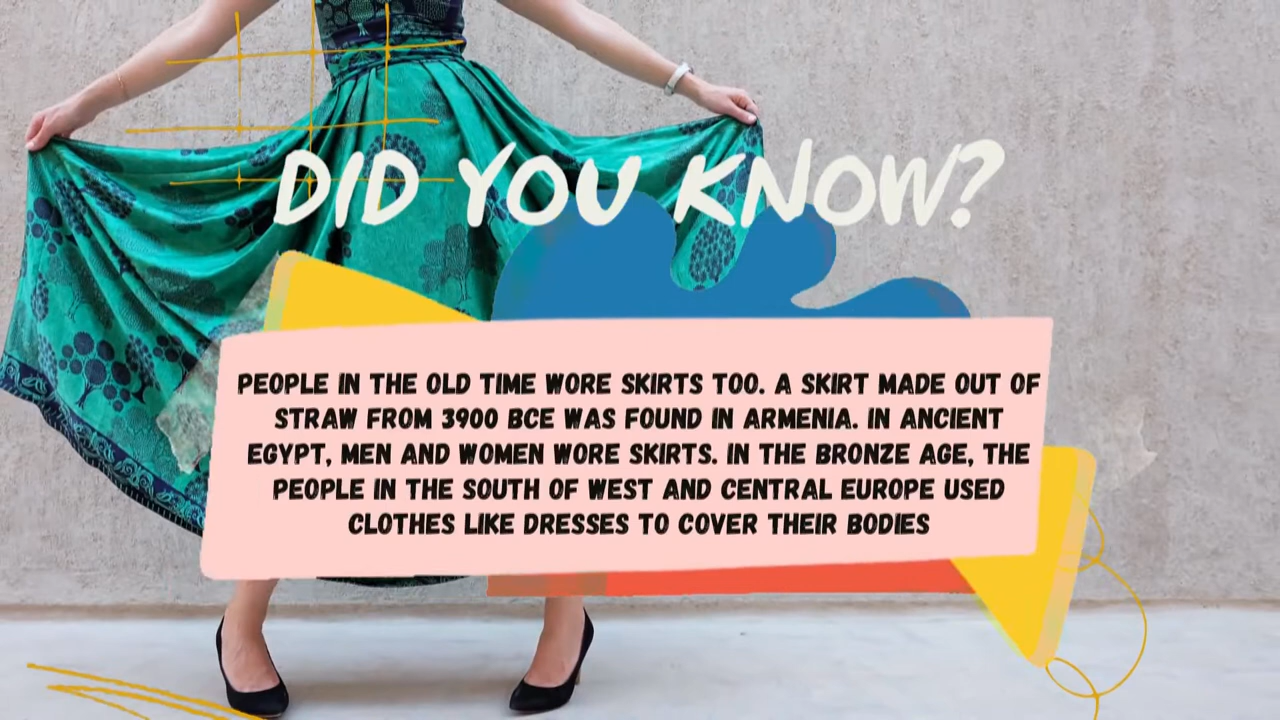 DID YOU KNOW?
PEOPLE IN THE OLD TIME WORE SKIRTS TOO. A SKIRT MADE OUT OF
STRAW FROM 3900 BCE WAS FOUND IN ARMENIA. IN ANCIENT
EGYPT, MEN AND WOMEN WORE SKIRTS. IN THE BRONZE AGE, THE
PEOPLE IN THE SOUTH OF WEST AND CENTRAL EUROPE USED
CLOTHES LIKE DRESSES TO COVER THEIR BODIES